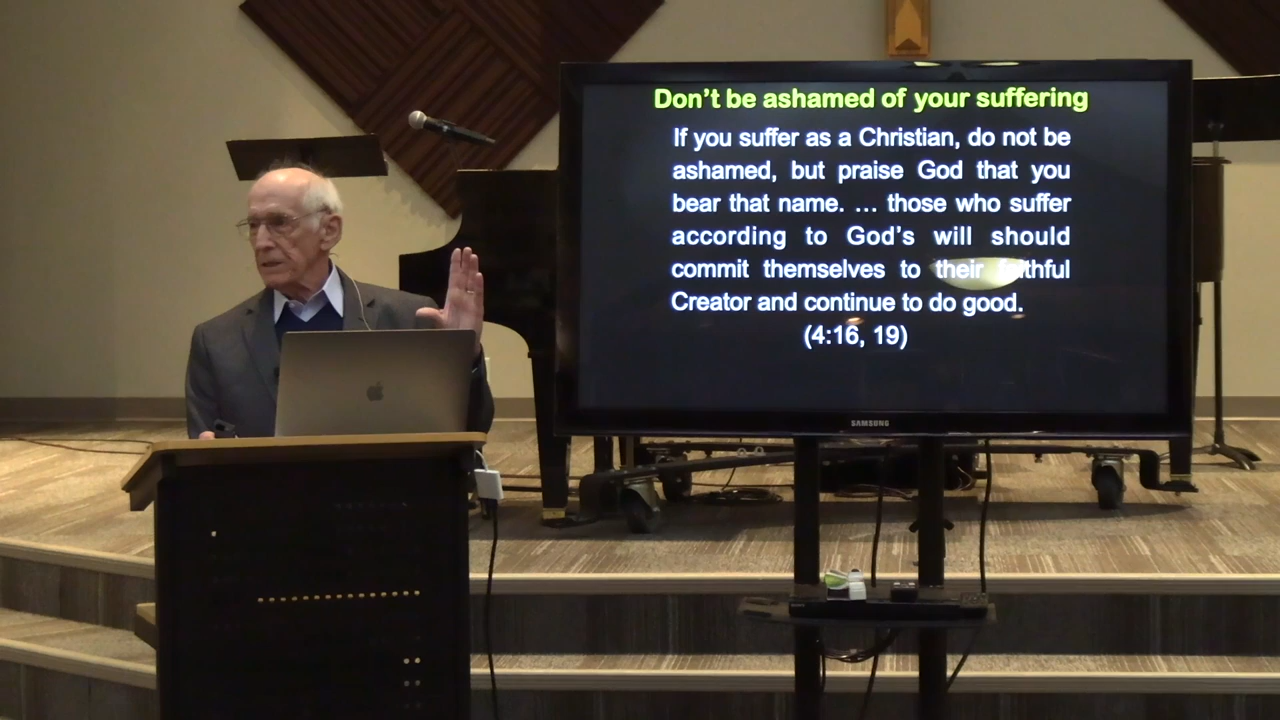 Don't be ashamed of your suffering
If you suffer as a Christian, do not be
ashamed, but praise God that you
bear that name. … those who suffer
according to God's will should
commit themselves to their faithful
Creator and continue to do good.
(4:16, 19)
SAMSUNG